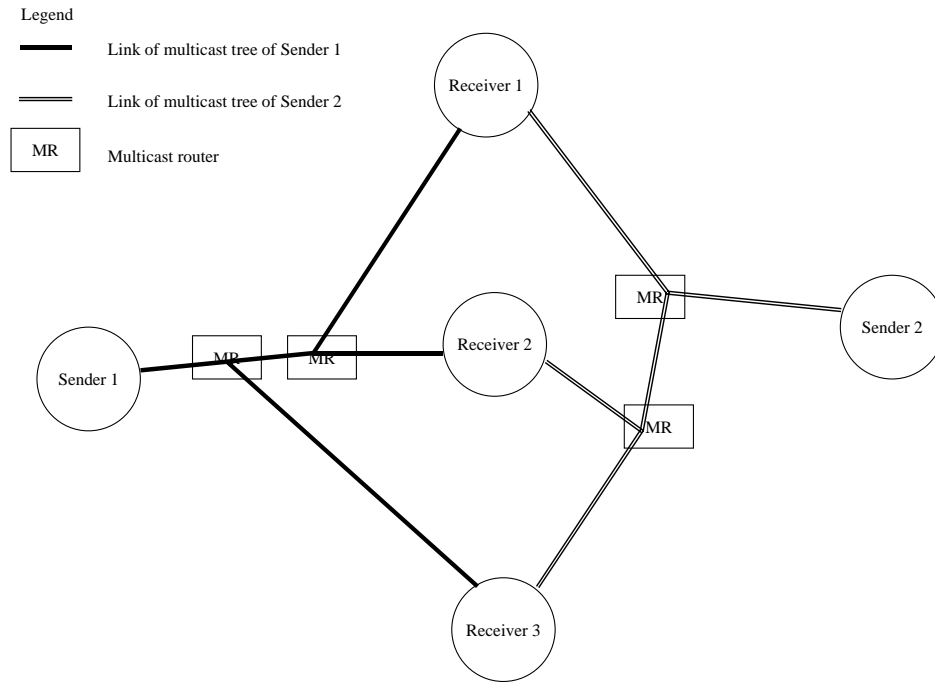 Legend
Link of multicast tree of Sender 1
Link of multicast tree of Sender 2
MR
Multicast router
Receiver 1
MR
Sender 2
Receiver 2
MR
MR
Sender 1
MR
Receiver 3